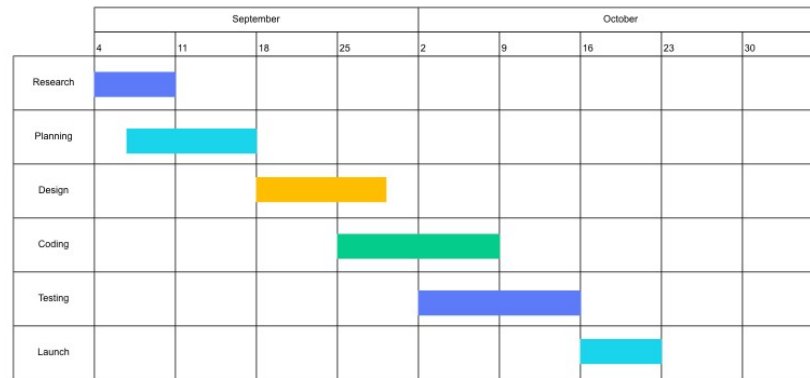 September October
4 11 18 25 2 9 16 23 30
Research
Planning
Design
Coding
Testing
Launch